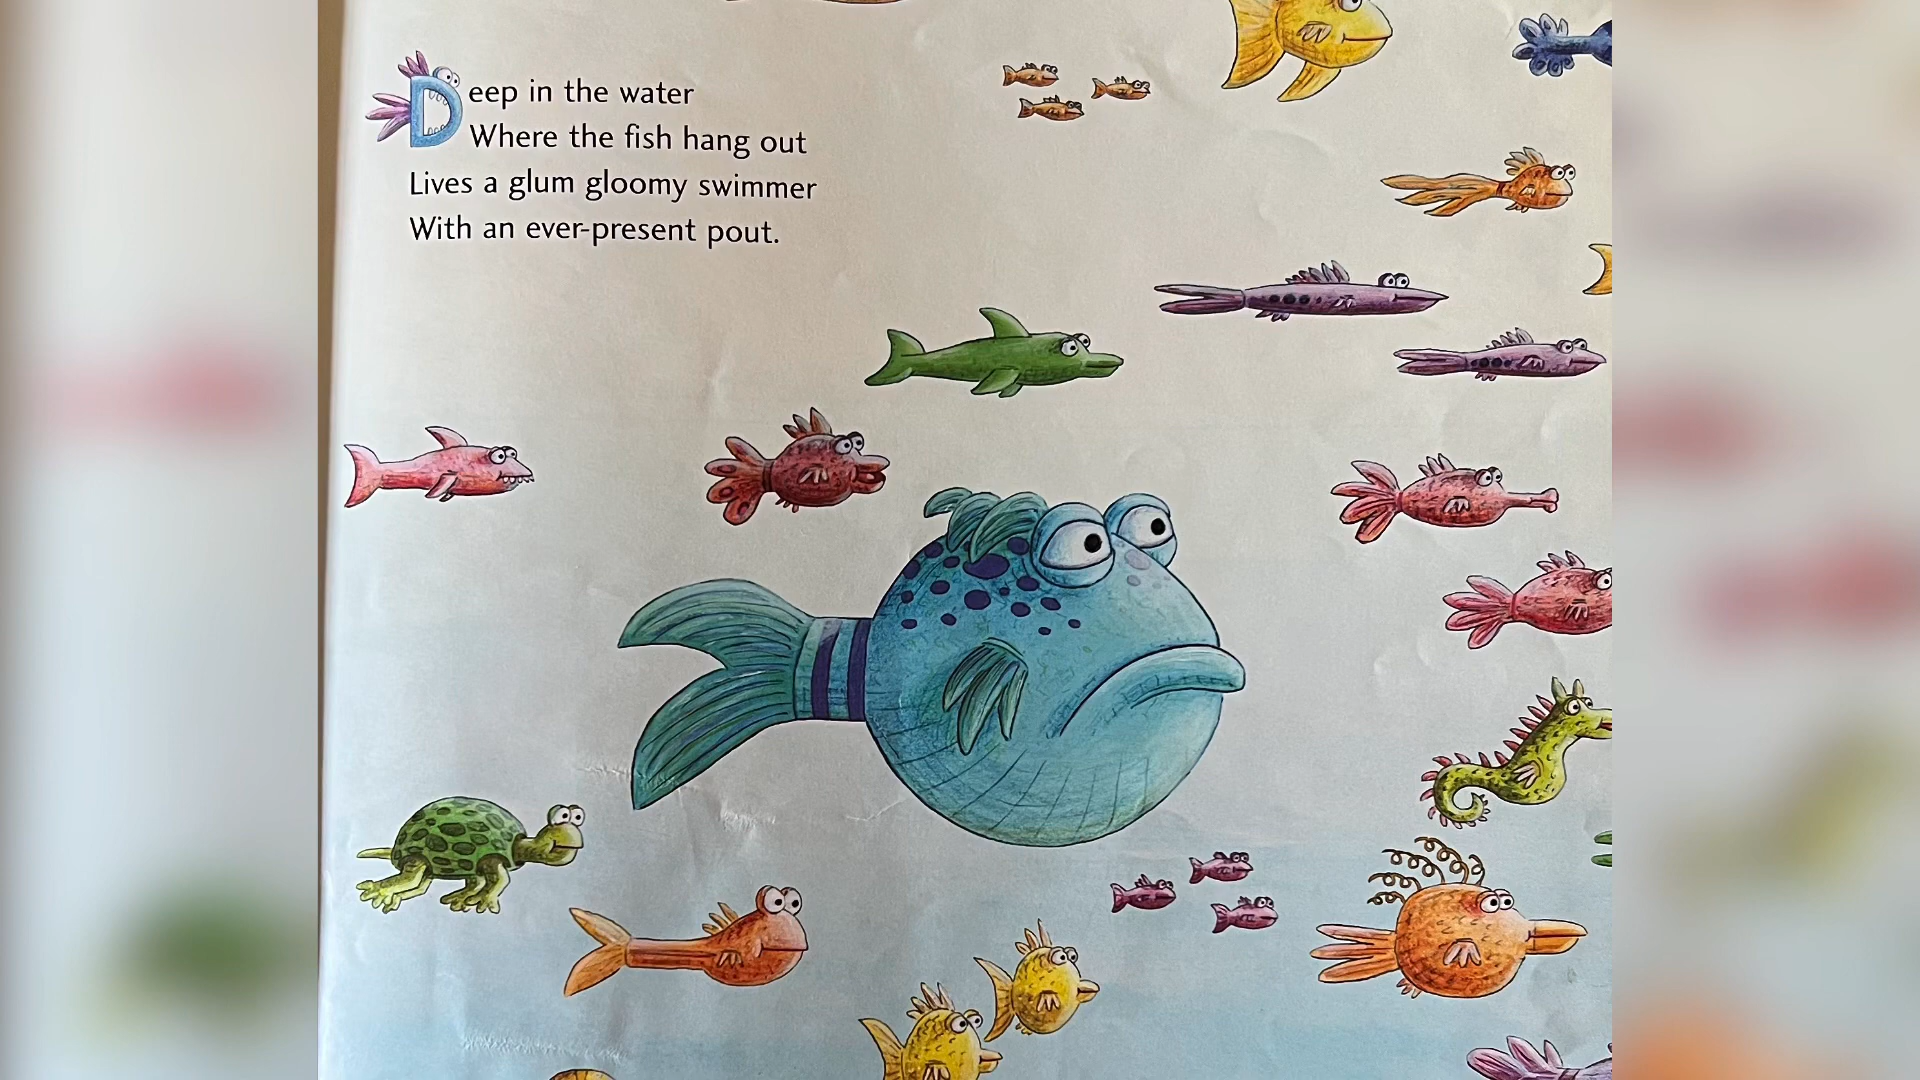 Deep in the water
Where the fish hang out
Lives a glum gloomy swimmer
With an ever-present pout.